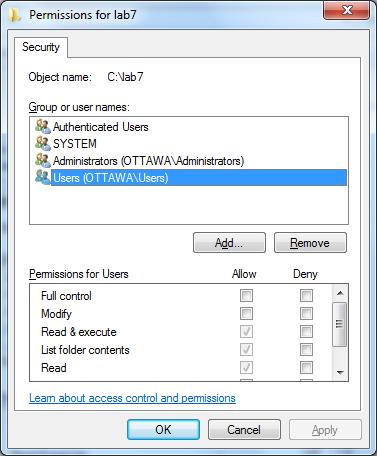 Permissions for lab7
Security
Object name: C:\lab7
Group or user names:
Authenticated Users
SYSTEM
Administrators (OTTAWA\Administrators)
Users (OTTAWA\Users)
Add... Remove
Permissions for Users Allow Deny
Full control
Modify
Read & execute
List folder contents
Read
Learn about access control and permissions
OK Cancel Apply